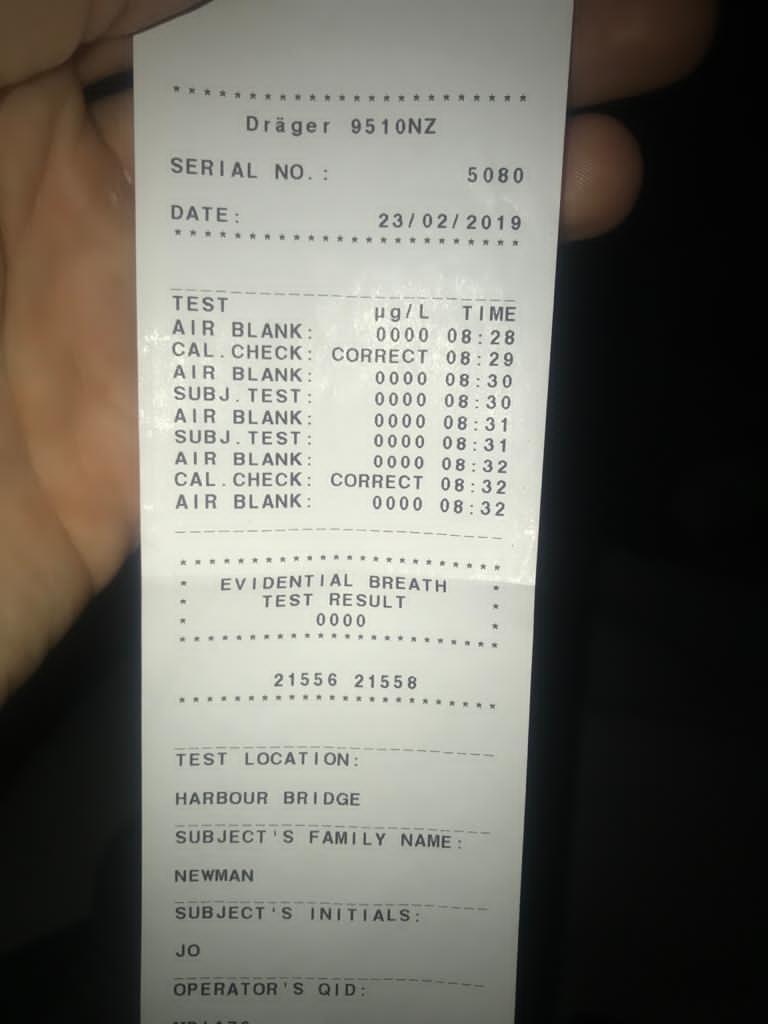 ************************
Dräger 9510NZ
SERIAL NO.: 5080
DATE: 23/02/2019
***********************
TEST µg/L TIME
AIR BLANK: 0000 08:28
CAL.CHECK: CORRECT 08:29
AIR BLANK: 0000 08:30
SUBJ.TEST: 0000 08:30
AIR BLANK: 0000 08:31
SUBJ.TEST: 0000 08:31
AIR BLANK: 0000 08:32
CAL.CHECK: CORRECT 08:32
AIR BLANK: 0000 08:32
***********************
* EVIDENTIAL BREATH *
* TEST RESULT *
* 0000 *
***********************
21556 21558
***********************
TEST LOCATION:
HARBOUR BRIDGE
SUBJECT'S FAMILY NAME:
NEWMAN
SUBJECT'S INITIALS:
JO
OPERATOR'S QID: